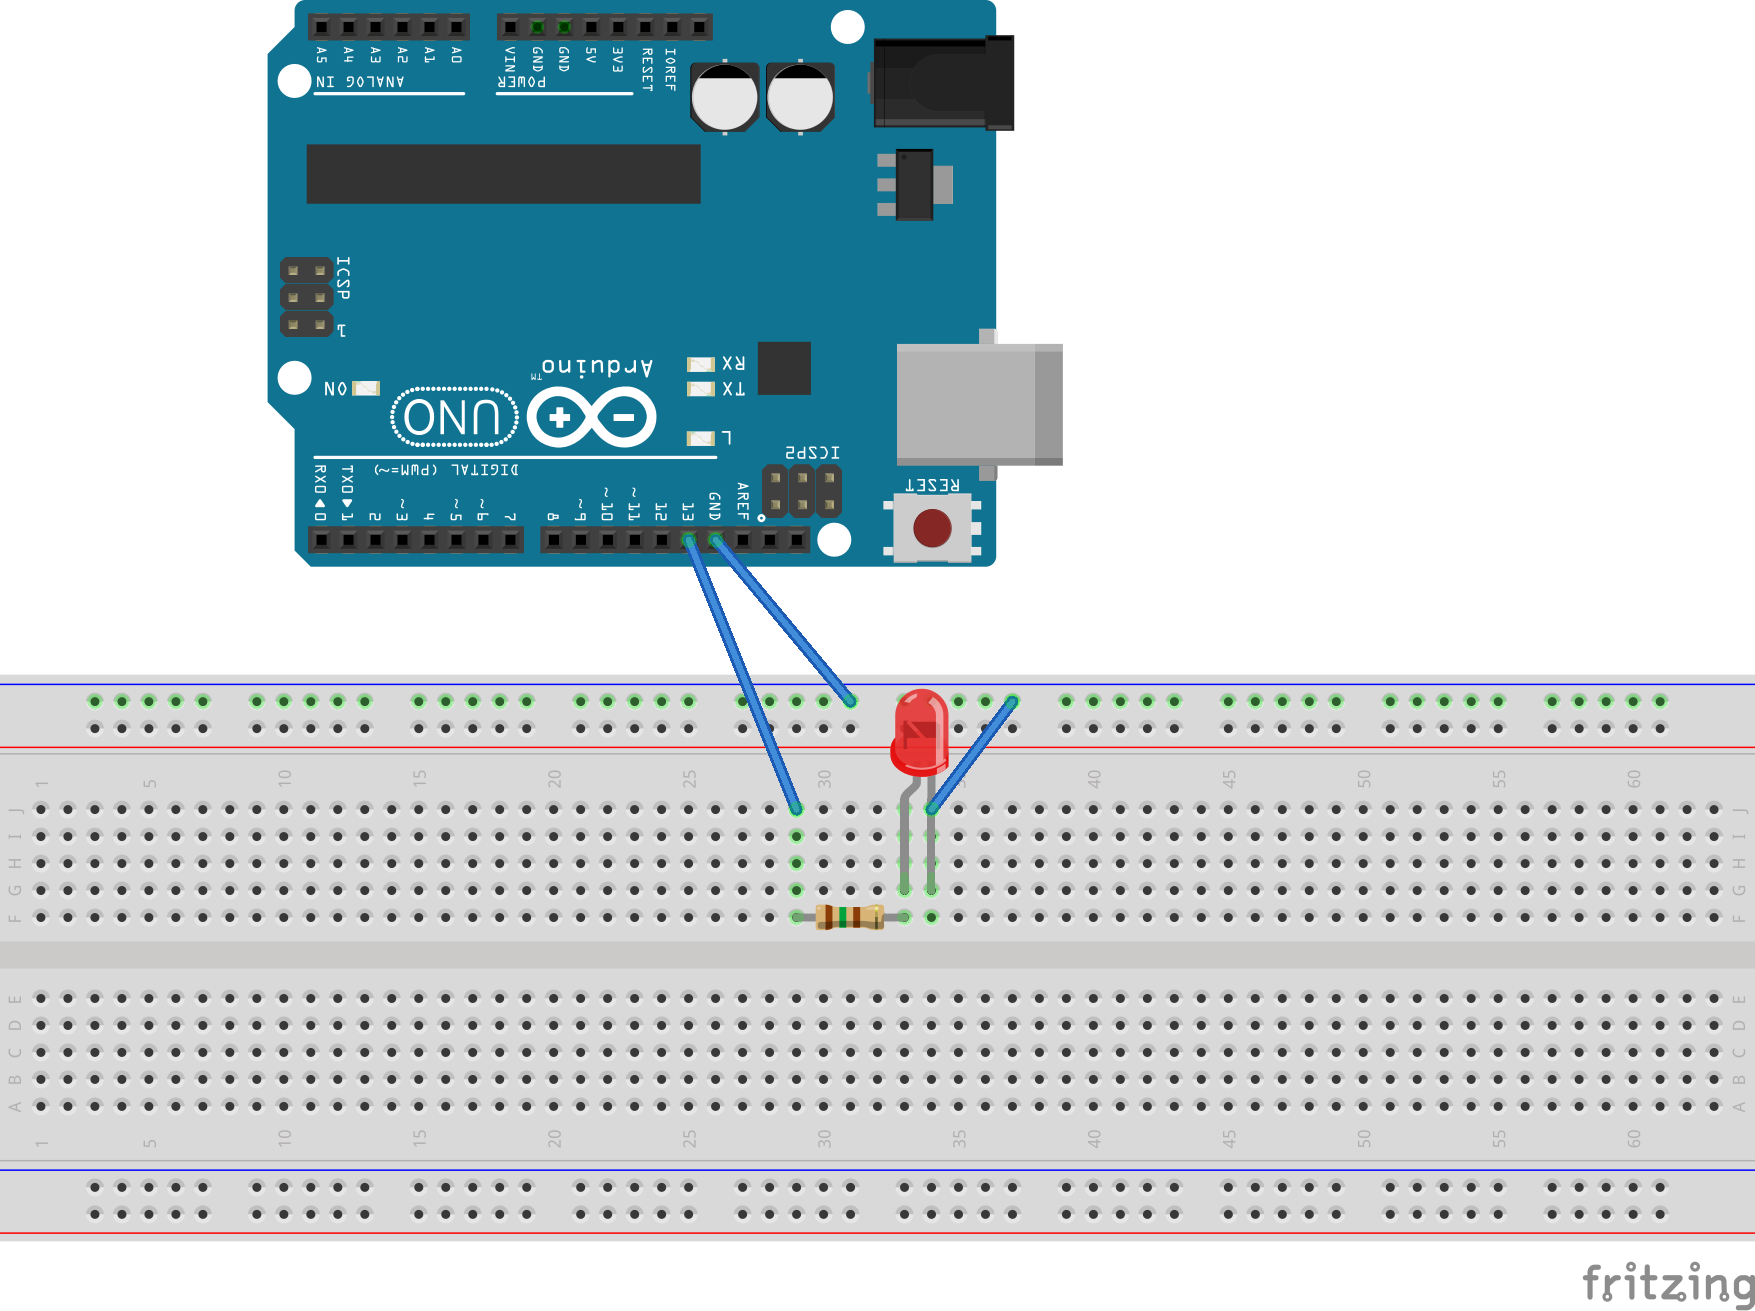 A5 A4 A3 A2 A1 A0 VIN GND GND 5V 3V3 RESET IOREF
ANALOG IN POWER
ICSP
1
Arduino
TM
RX
TX
ON
UNO
L
ICSP2
DIGITAL (PWM=~)
RESET
RX0◄0 TX0►1 2 ~3 4 ~5 ~6 7 8 ~9 ~10 ~11 12 13 GND AREF
1 5 10 15 20 25 30 35 40 45 50 55 60
J J
I I
H H
G G
F F
E E
D D
C C
B B
A A
1 5 10 15 20 25 30 35 40 45 50 55 60
fritzing